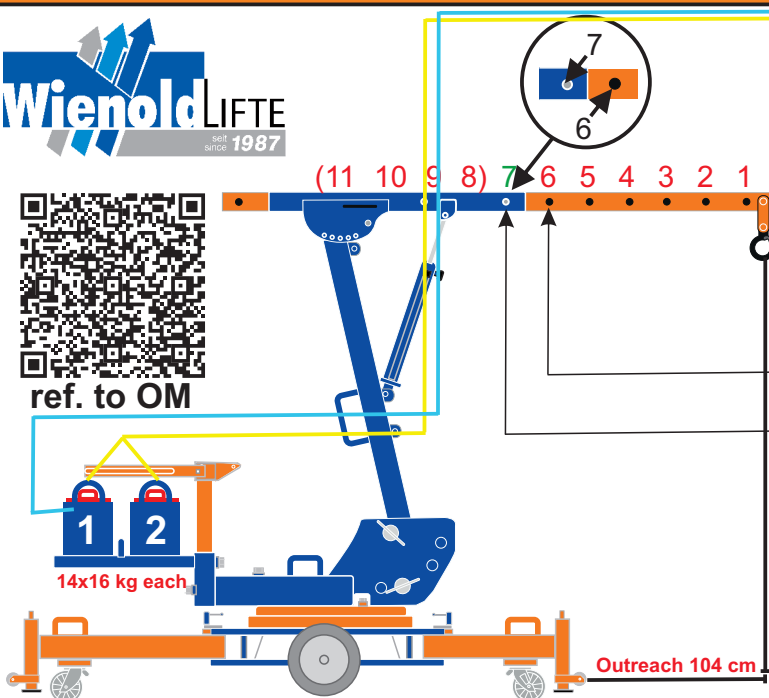 7
6
Wienold LIFTE
seit
since 1987
(11 10 9 8) 7 6 5 4 3 2 1
ref. to OM
1 2
14x16 kg each
Outreach 104 cm